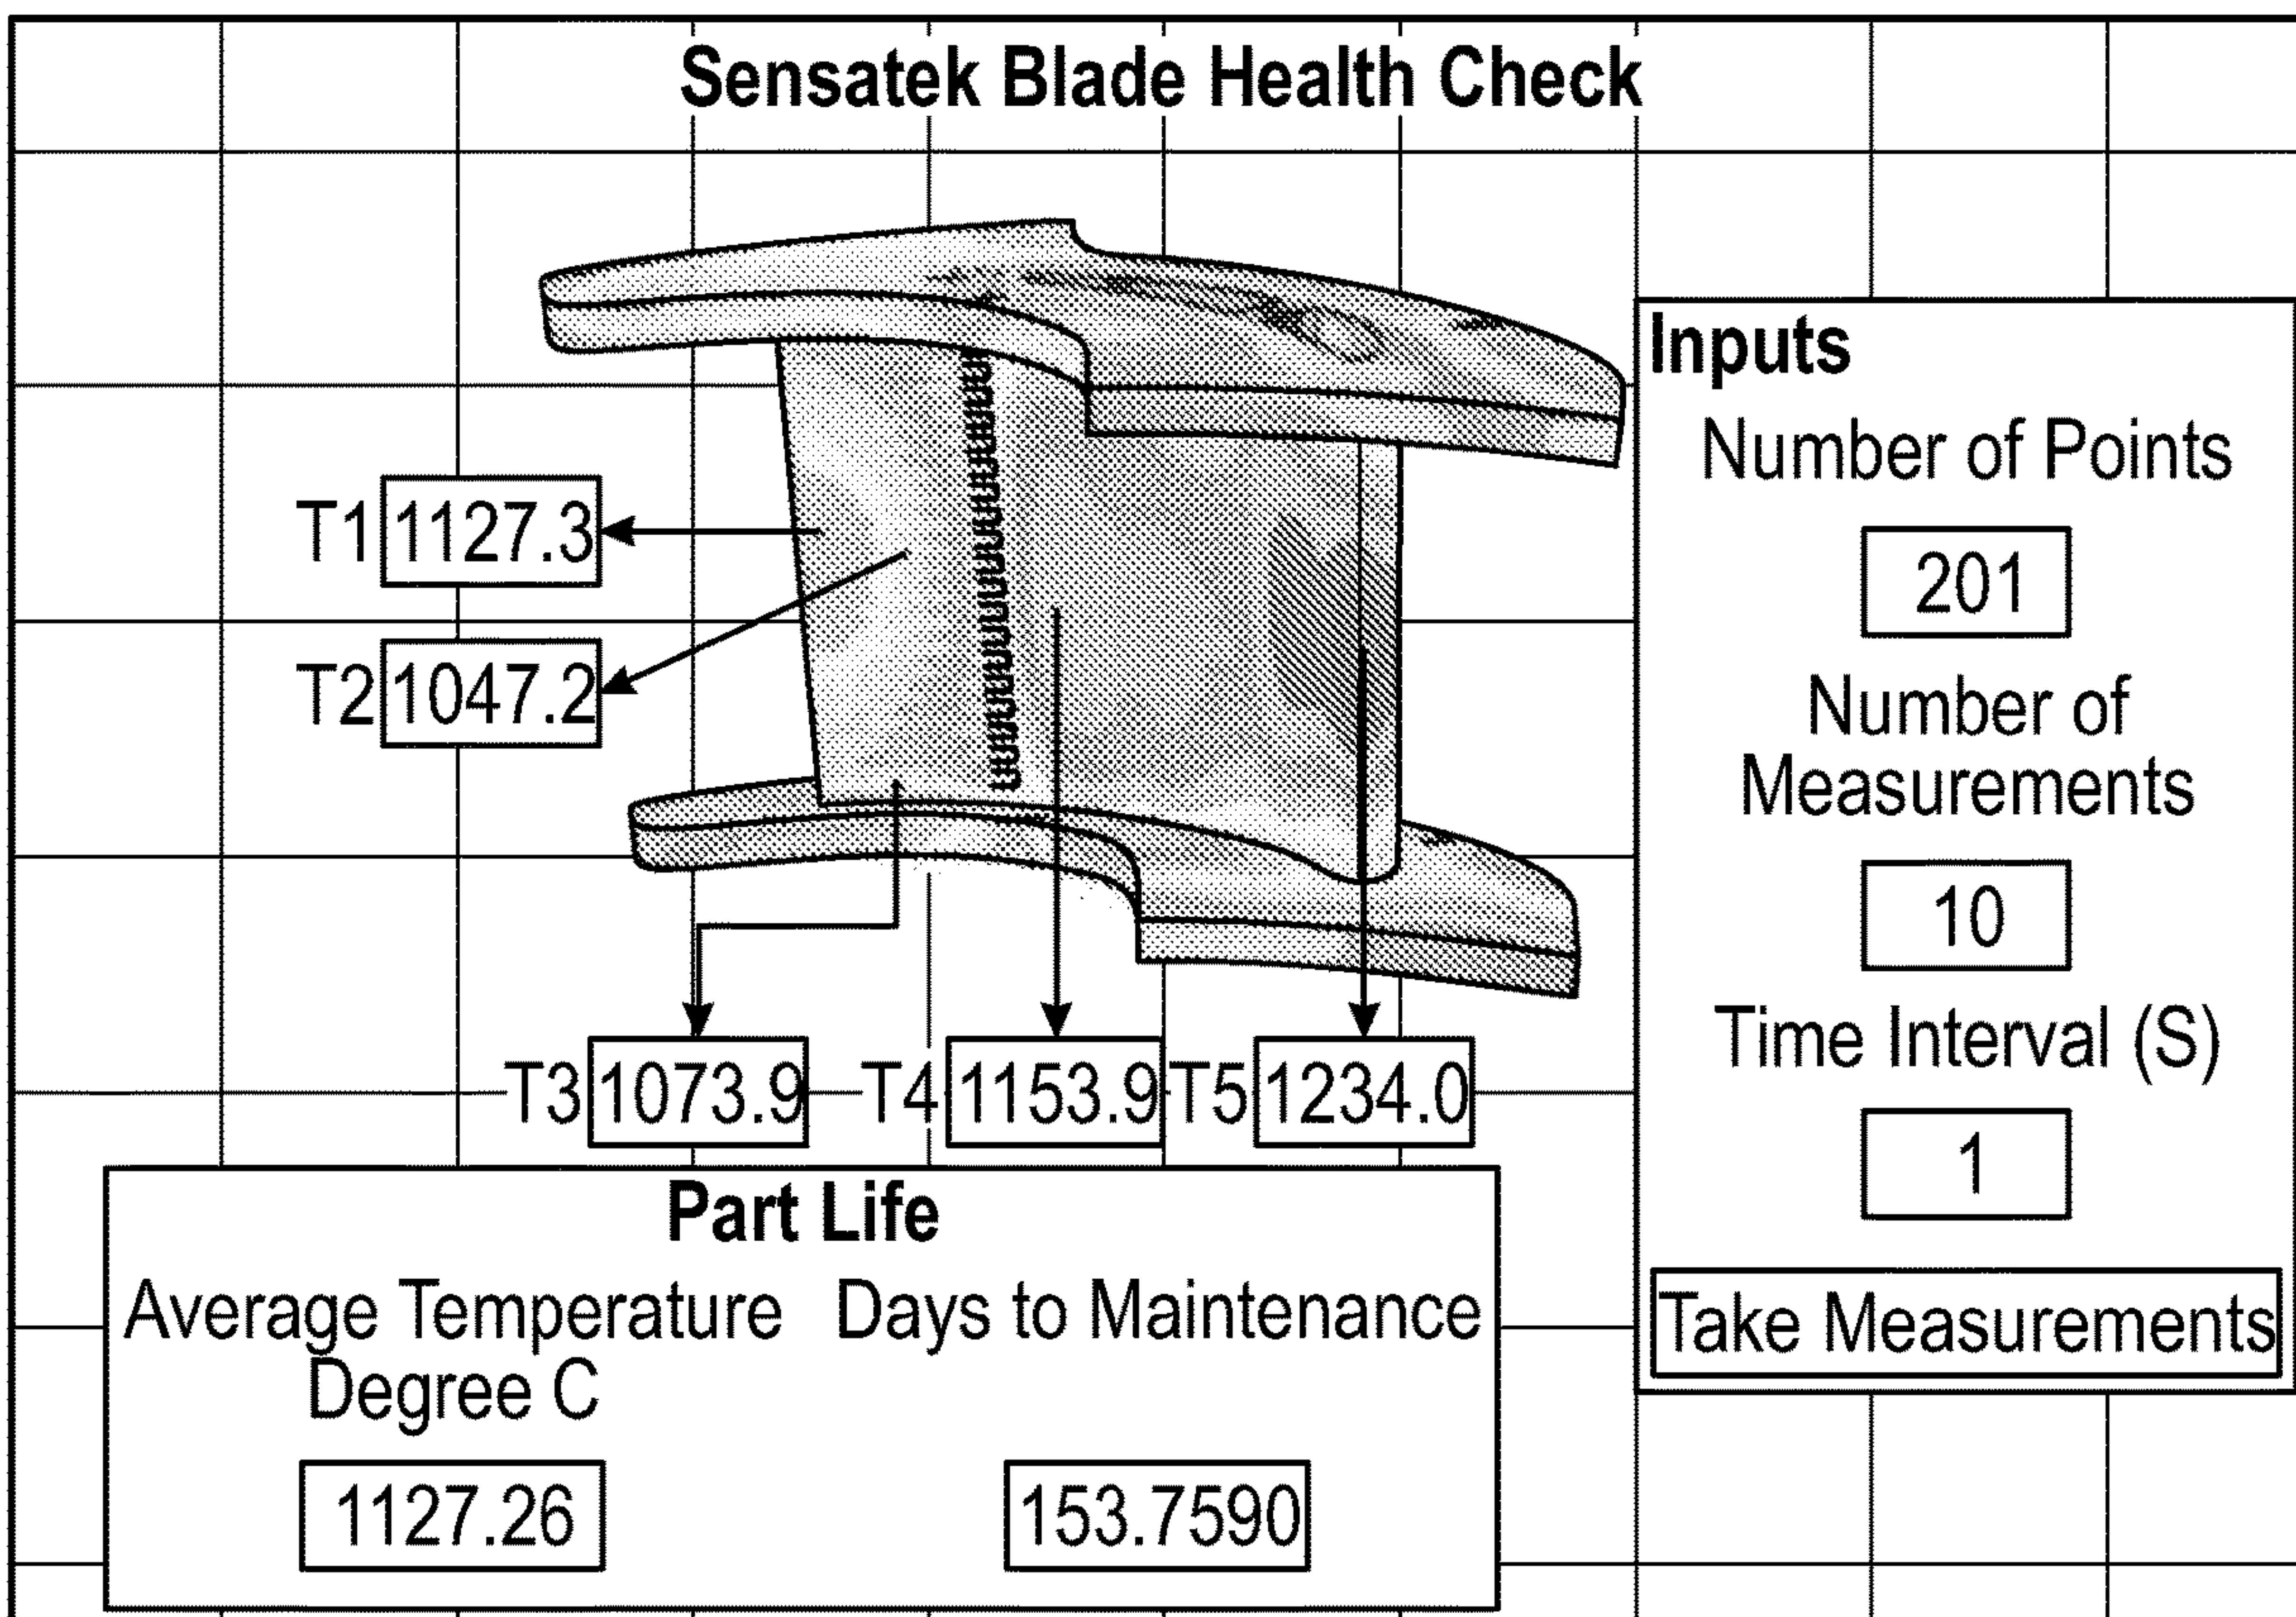 Sensatek Blade Health Check
T1 1127.3
T2 1047.2
T3 1073.9 T4 1153.9 T5 1234.0
Inputs
Number of Points
201
Number of
Measurements
10
Time Interval (S)
1
Take Measurements
Part Life
Average Temperature Days to Maintenance
Degree C
1127.26 153.7590